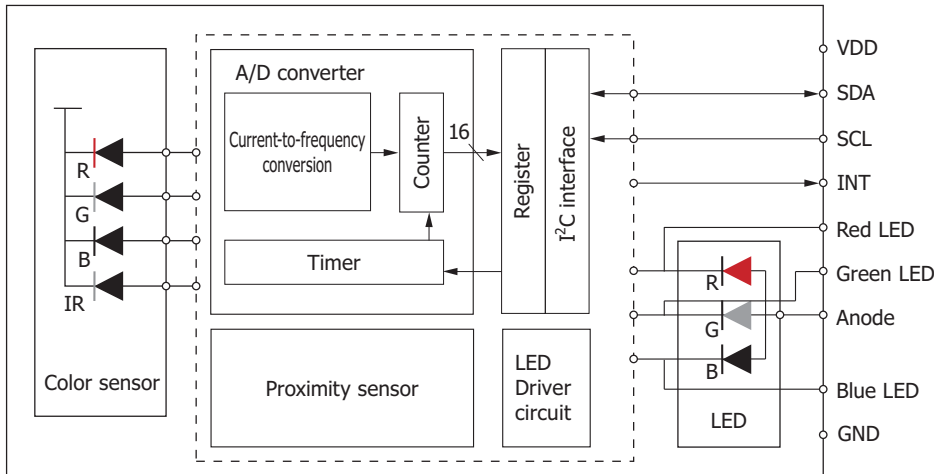 R
G
B
IR
Color sensor
A/D converter
Current-to-frequency
conversion
Counter
16
Timer
Register
I²C interface
Proximity sensor
LED
Driver
circuit
R
G
B
LED
VDD
SDA
SCL
INT
Red LED
Green LED
Anode
Blue LED
GND